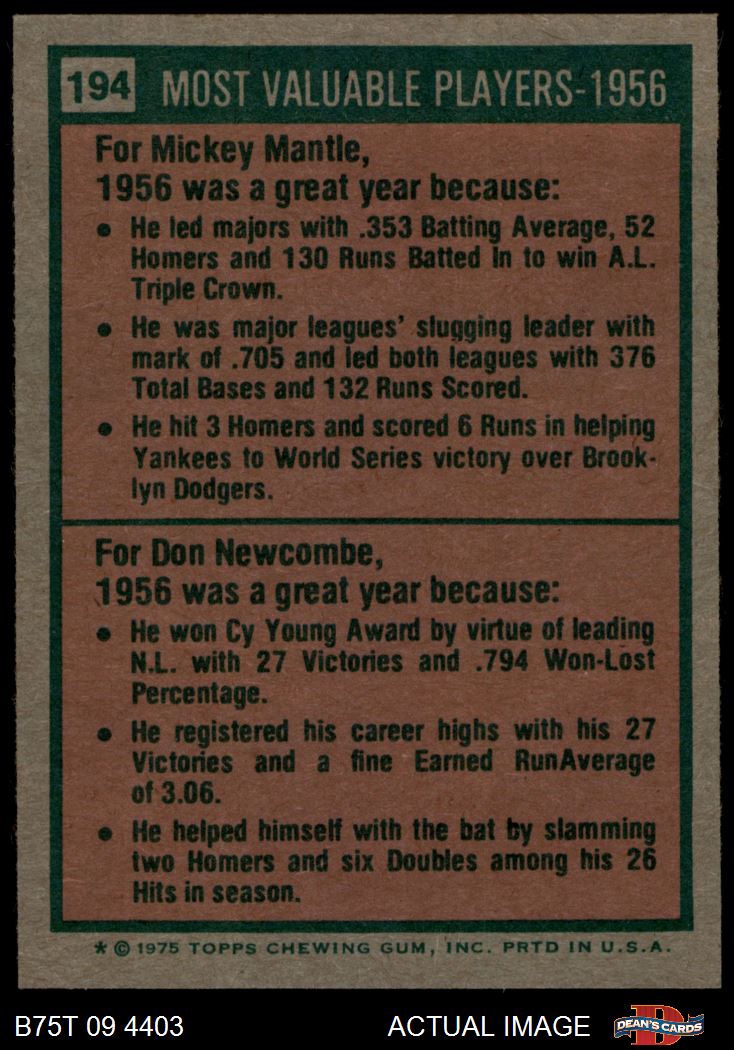 194 MOST VALUABLE PLAYERS-1956
For Mickey Mantle,
1956 was a great year because:
• He led majors with .353 Batting Average, 52
Homers and 130 Runs Batted In to win A.L.
Triple Crown.
• He was major leagues' slugging leader with
mark of .705 and led both leagues with 376
Total Bases and 132 Runs Scored.
• He hit 3 Homers and scored 6 Runs in helping
Yankees to World Series victory over Brook-
lyn Dodgers.
For Don Newcombe,
1956 was a great year because:
• He won Cy Young Award by virtue of leading
N.L. with 27 Victories and .794 Won-Lost
Percentage.
• He registered his career highs with his 27
Victories and a fine Earned RunAverage
of 3.06.
• He helped himself with the bat by slamming
two Homers and six Doubles among his 26
Hits in season.
* © 1975 TOPPS CHEWING GUM, INC. PRTD IN U.S.A.
B75T 09 4403 ACTUAL IMAGE D DEAN'S CARDS